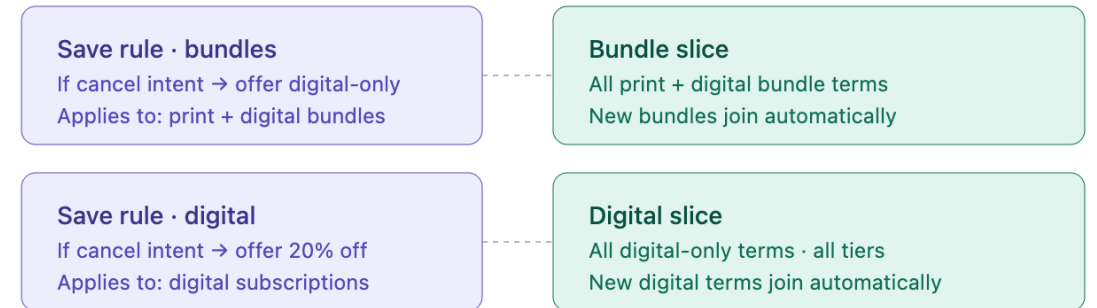 Save rule · bundles
If cancel intent → offer digital-only
Applies to: print + digital bundles
Bundle slice
All print + digital bundle terms
New bundles join automatically
Save rule · digital
If cancel intent → offer 20% off
Applies to: digital subscriptions
Digital slice
All digital-only terms · all tiers
New digital terms join automatically